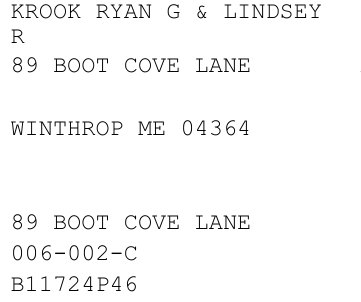 KROOK RYAN G & LINDSEY
R
89 BOOT COVE LANE
WINTHROP ME 04364
89 BOOT COVE LANE
006-002-C
B11724P46